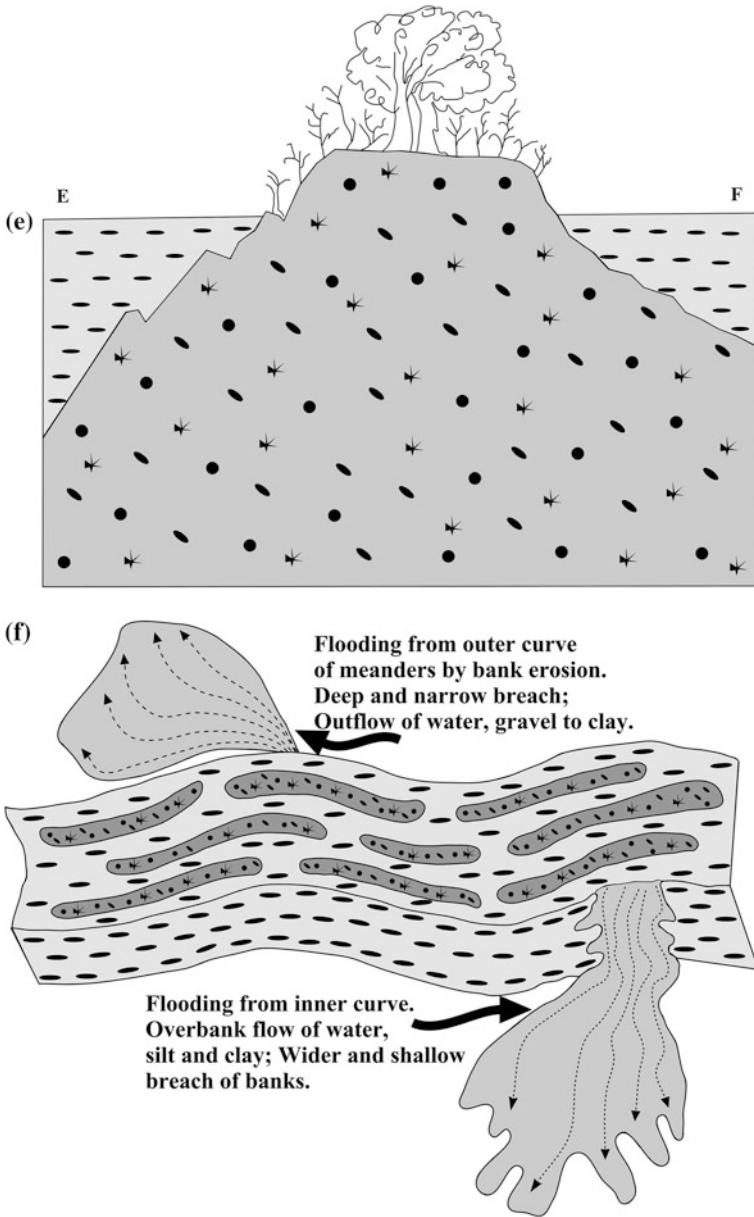 E
F
(e)
(f)
Flooding from outer curve
of meanders by bank erosion.
Deep and narrow breach;
Outflow of water, gravel to clay.
Flooding from inner curve.
Overbank flow of water,
silt and clay; Wider and shallow
breach of banks.